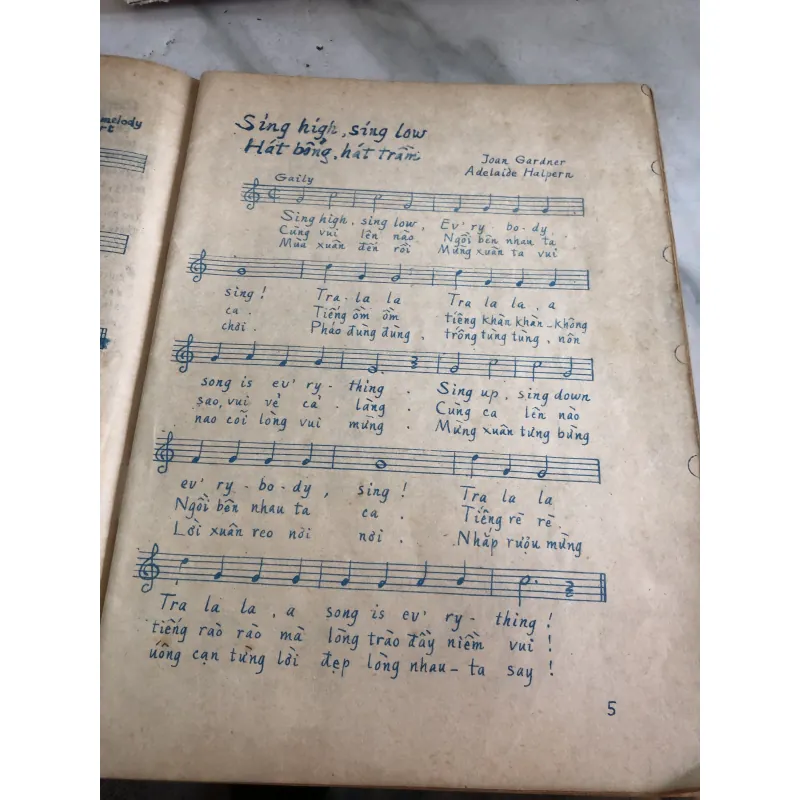 melody
rt
Sing high, sing low
Hát bổng, hát trầm
Joan Gardner
Adelaide Halpern
Gaily
Sing high, sing low, Ev' ry bo - dy,
Cùng vui lên nào Ngồi bên nhau ta
Mùa xuân đến rồi Mừng xuân ta vui
sing! Tra - la la Tra la la, a
ca. Tiếng ồm ồm tiếng khàn khàn - không
chơi. Pháo đùng đùng, trống tùng tùng, nôn
song is ev' ry - thing. Sing up, sing down
sao, vui vẻ cả làng. Cùng ca lên nào
nao cõi lòng vui mừng. Mừng xuân tưng bừng
ev' ry - bo - dy, sing! Tra la la
Ngồi bên nhau ta ca. Tiếng rè rè
Lời xuân reo nơi nơi. Nhắp rượu mừng
Tra la la, a song is ev' ry - thing!
tiếng rào rào mà lòng trào đầy niềm vui!
uống cạn từng lời đẹp lòng nhau - ta say!
5